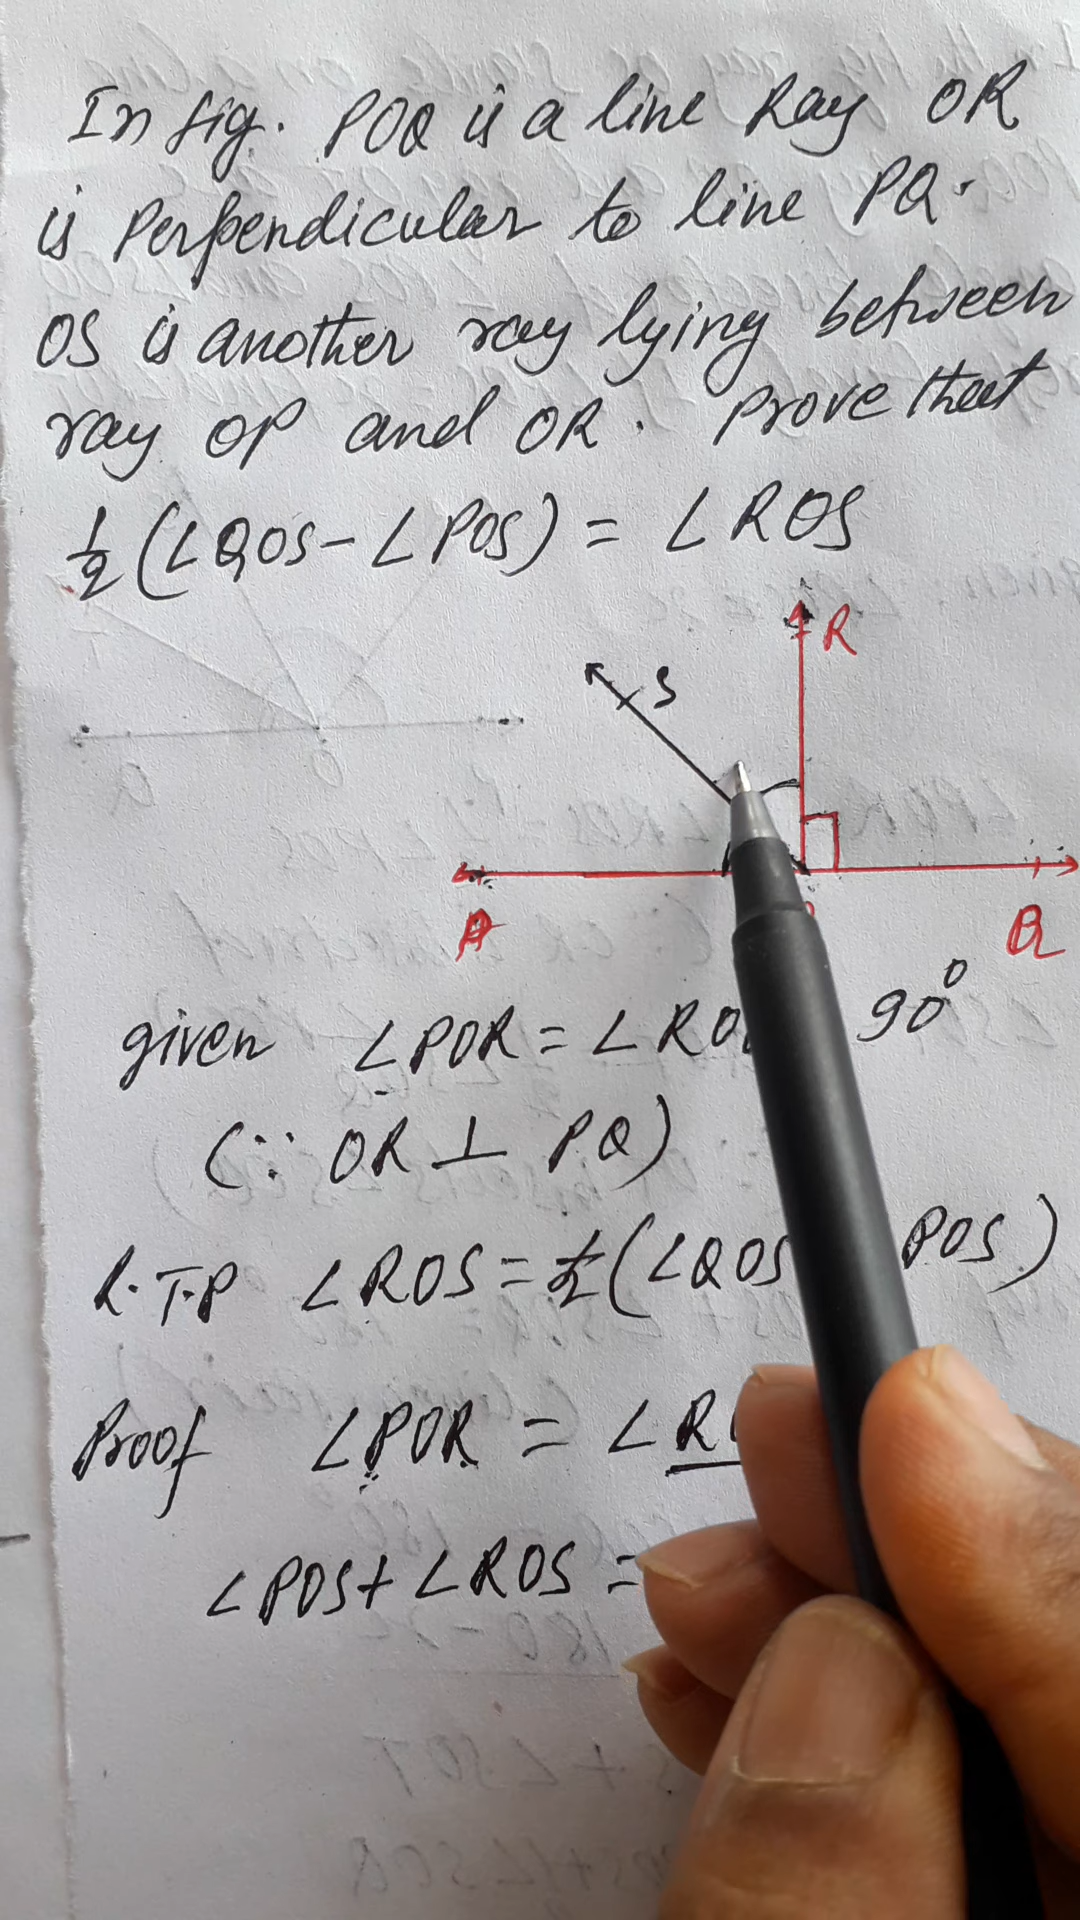 In fig. POQ is a line Ray OR
is Perpendicular to line PQ.
OS is another ray lying between
ray OP and OR. Prove that
1/2 (∠QOS - ∠POS) = ∠ROS
R
S
P
Q
given ∠POR = ∠RO 90°
(∵ OR ⊥ PQ)
R.T.P ∠ROS = 1/2 (∠QOS POS)
Proof ∠POR = ∠R
∠POS + ∠ROS =